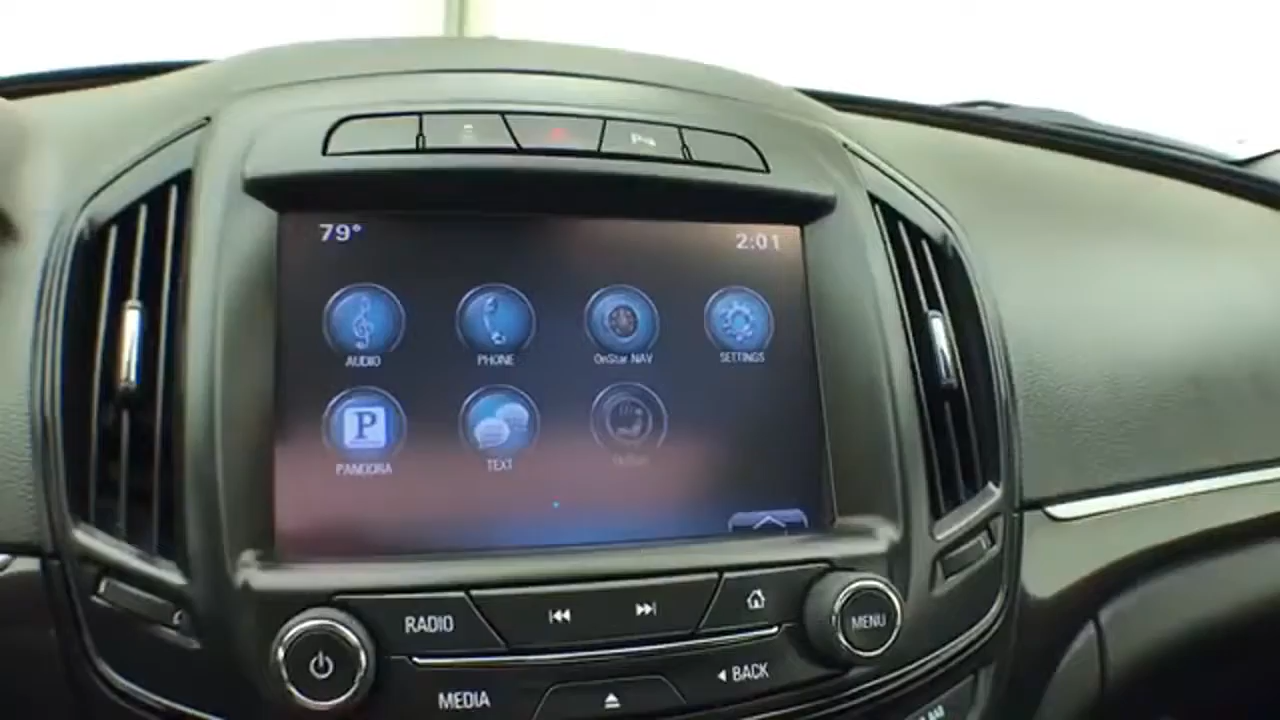 79°
2:01
AUDIO
PHONE
OnStar NAV
SETTINGS
P
PANDORA
TEXT
RADIO
MENU
BACK
MEDIA